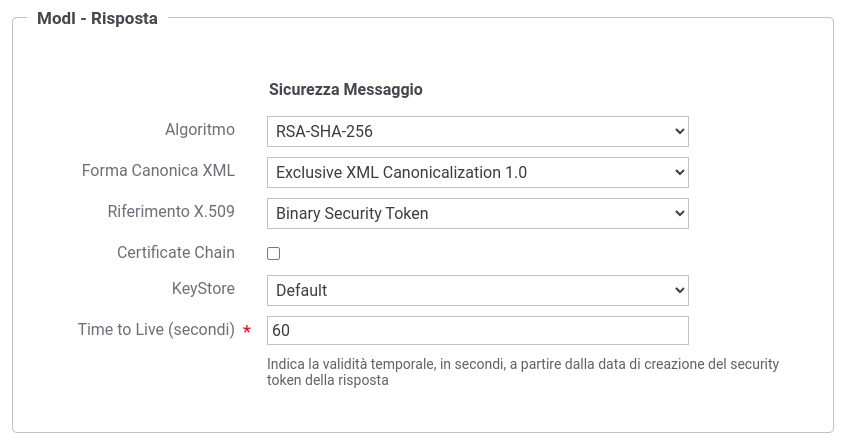 ModI - Risposta
Sicurezza Messaggio
Algoritmo RSA-SHA-256
Forma Canonica XML Exclusive XML Canonicalization 1.0
Riferimento X.509 Binary Security Token
Certificate Chain
KeyStore Default
Time to Live (secondi) * 60
Indica la validità temporale, in secondi, a partire dalla data di creazione del security
token della risposta